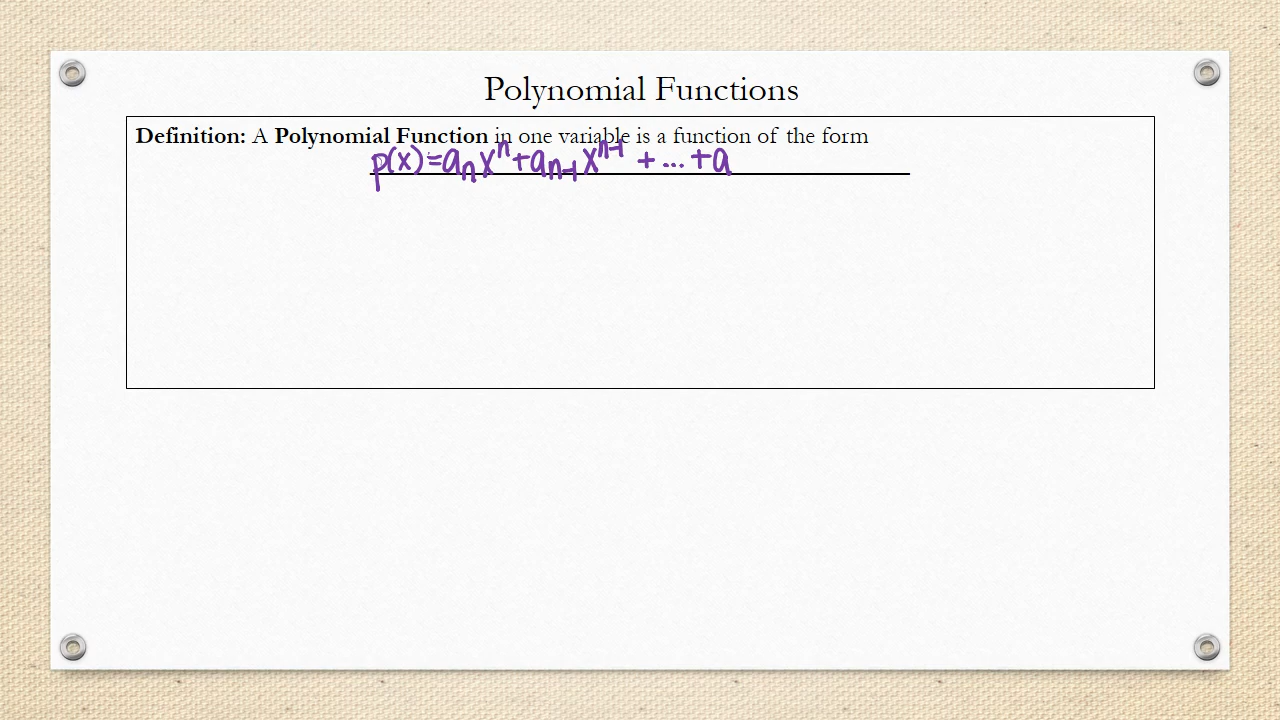 Polynomial Functions
Definition: A Polynomial Function in one variable is a function of the form
p(x)=aₙxⁿ+aₙ₋₁xⁿ⁻¹ + ... +a